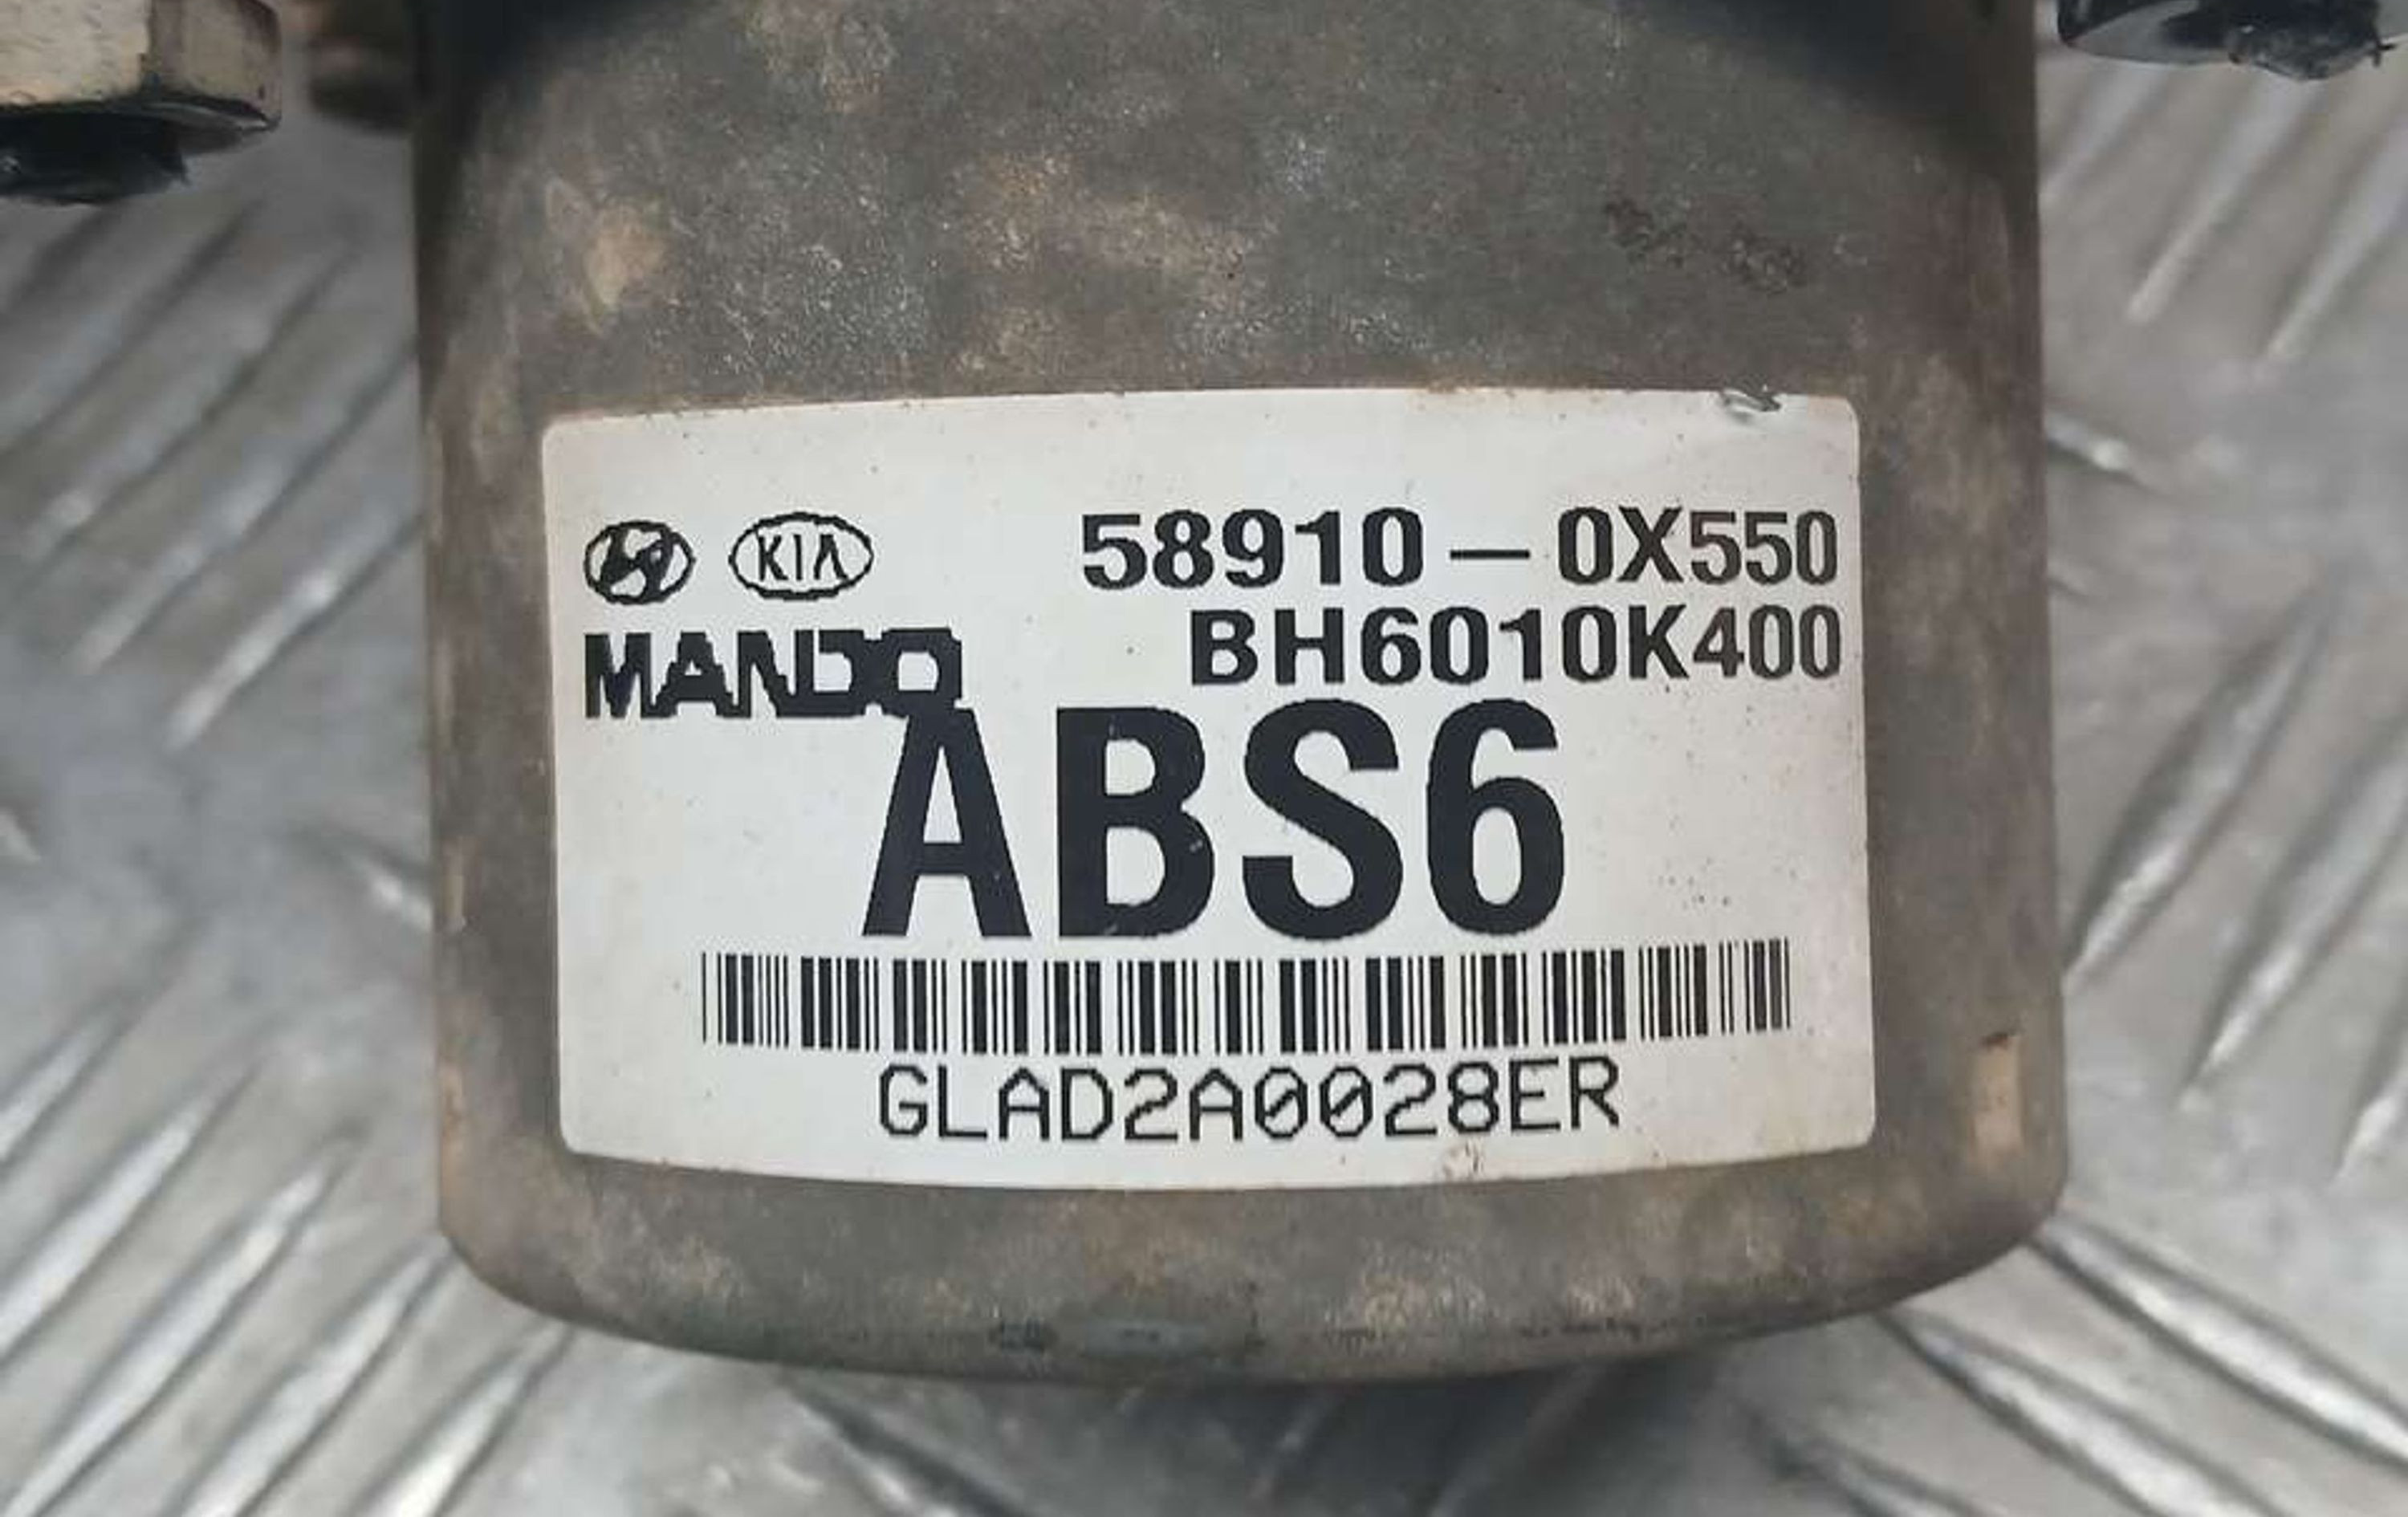 KIA 58910-0X550
MANDO BH6010K400
ABS6
GLAD2A0028ER